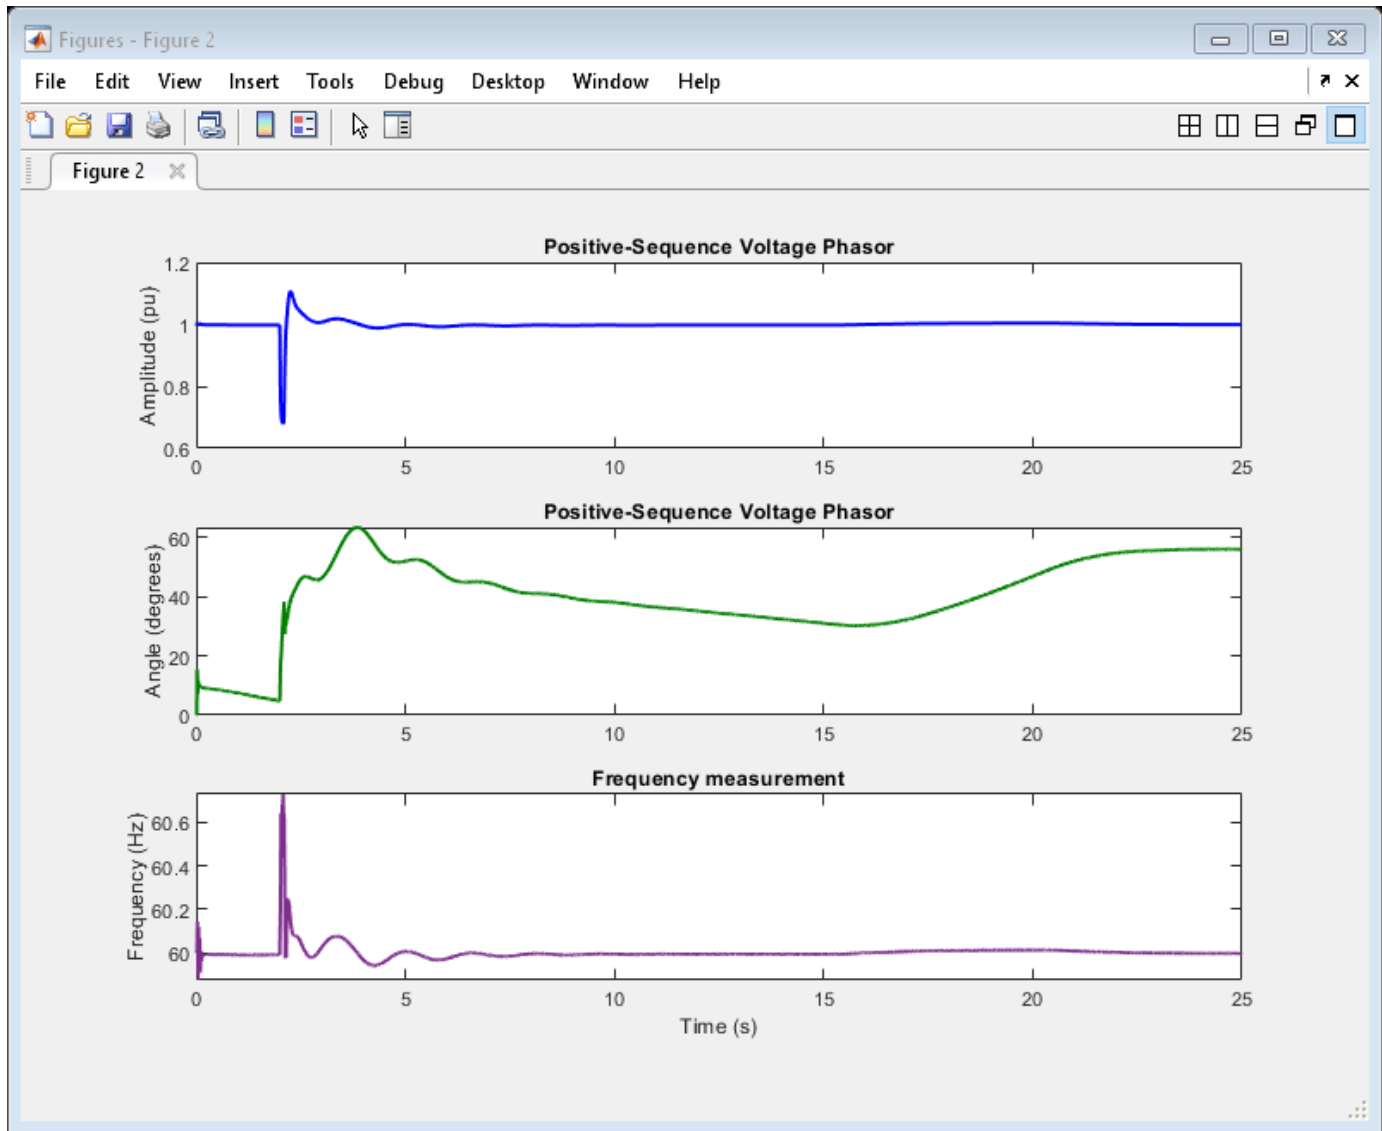 Figures - Figure 2
File Edit View Insert Tools Debug Desktop Window Help
Figure 2
Positive-Sequence Voltage Phasor
Amplitude (pu)
1.2
1
0.8
0.6
0 5 10 15 20 25
Positive-Sequence Voltage Phasor
Angle (degrees)
60
40
20
0
0 5 10 15 20 25
Frequency measurement
Frequency (Hz)
60.6
60.4
60.2
60
0 5 10 15 20 25
Time (s)